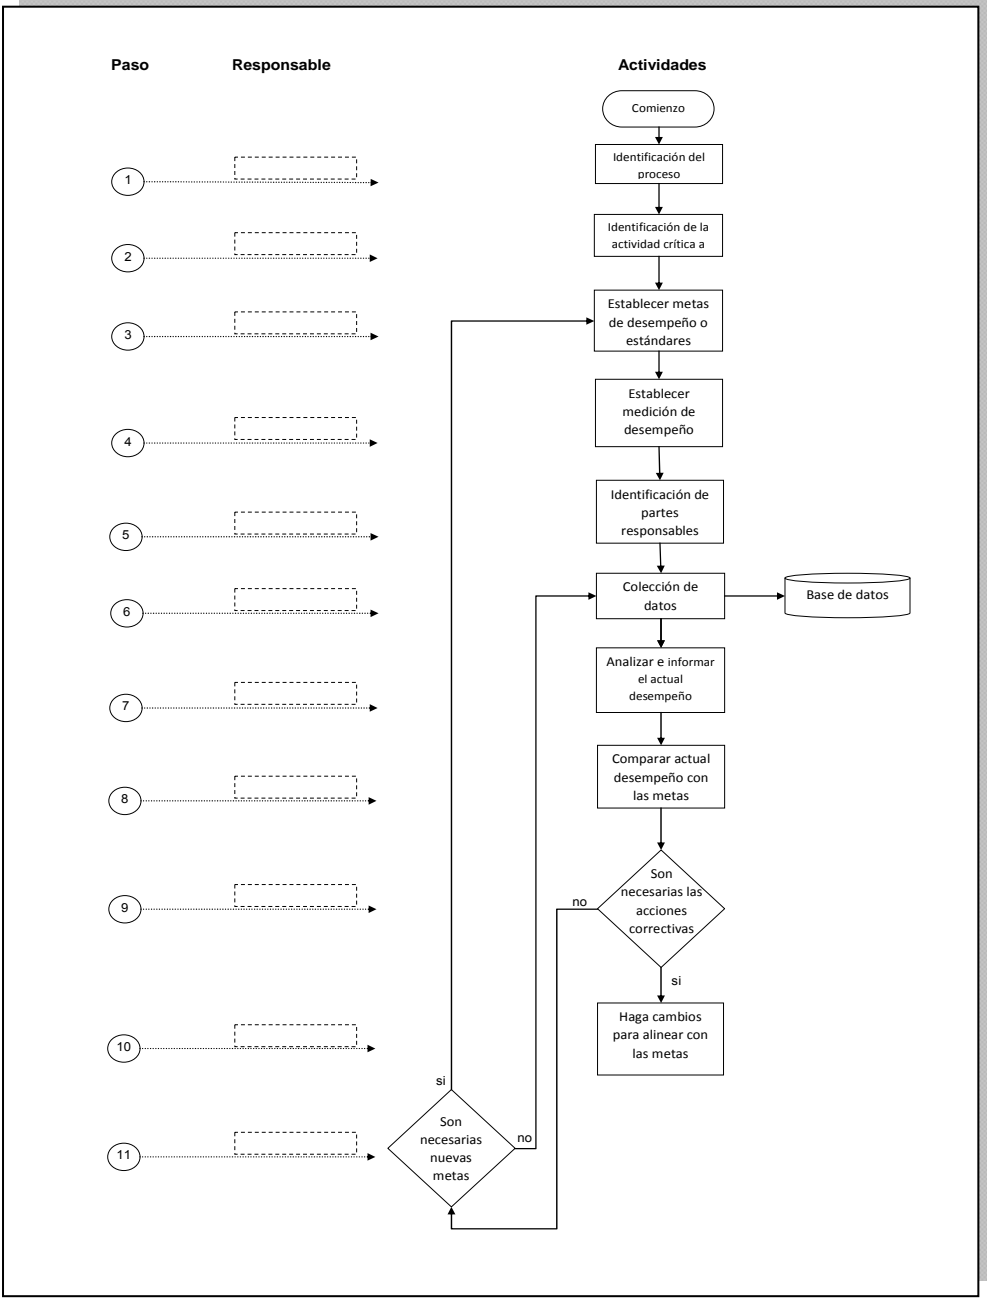 Paso Responsable Actividades
Comienzo
1
Identificación del
proceso
2
Identificación de la
actividad crítica a
3
Establecer metas
de desempeño o
estándares
4
Establecer
medición de
desempeño
5
Identificación de
partes
responsables
6
Colección de
datos
Base de datos
7
Analizar e informar
el actual
desempeño
8
Comparar actual
desempeño con
las metas
9
Son
necesarias las
acciones
correctivas
no
si
10
Haga cambios
para alinear con
las metas
11
si
Son
necesarias
nuevas
metas
no